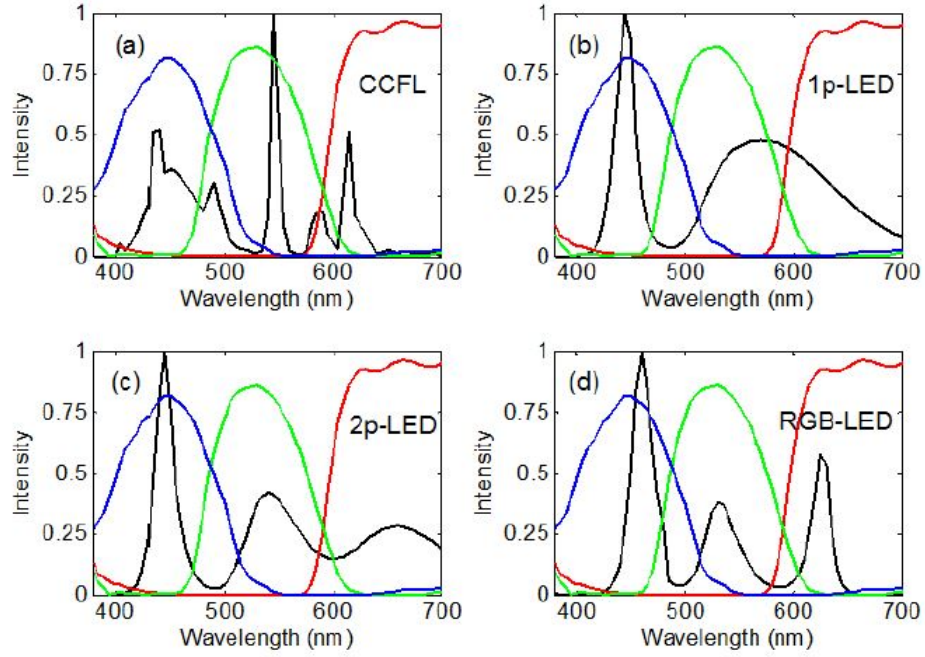 (a)
CCFL
1
0.75
0.5
0.25
0
Intensity
400 500 600 700
Wavelength (nm)
(b)
1p-LED
1
0.75
0.5
0.25
0
Intensity
400 500 600 700
Wavelength (nm)
(c)
2p-LED
1
0.75
0.5
0.25
0
Intensity
400 500 600 700
Wavelength (nm)
(d)
RGB-LED
1
0.75
0.5
0.25
0
Intensity
400 500 600 700
Wavelength (nm)